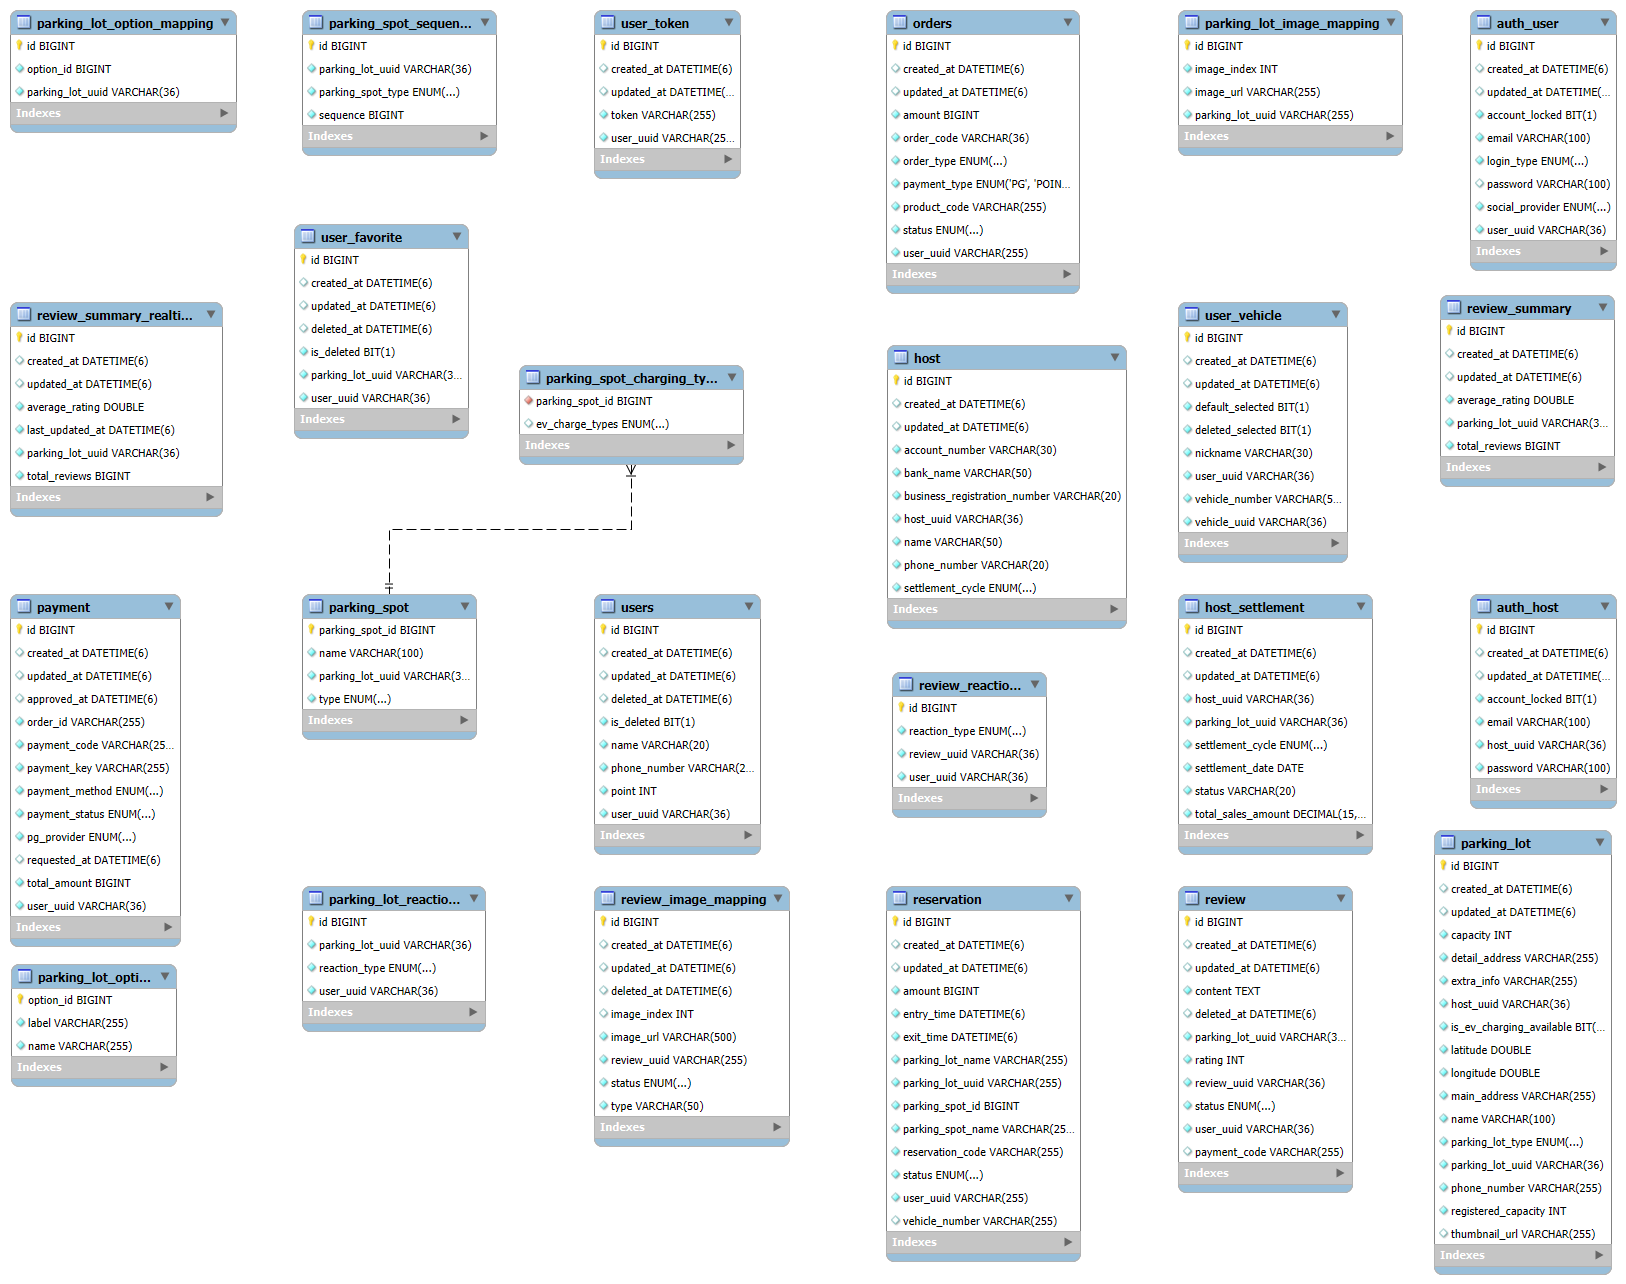 parking_lot_option_mapping
id BIGINT
option_id BIGINT
parking_lot_uuid VARCHAR(36)
Indexes
parking_spot_sequen...
id BIGINT
parking_lot_uuid VARCHAR(36)
parking_spot_type ENUM(...)
sequence BIGINT
Indexes
user_token
id BIGINT
created_at DATETIME(6)
updated_at DATETIME(...
token VARCHAR(255)
user_uuid VARCHAR(25...
Indexes
orders
id BIGINT
created_at DATETIME(6)
updated_at DATETIME(6)
amount BIGINT
order_code VARCHAR(36)
order_type ENUM(...)
payment_type ENUM('PG', 'POIN...
product_code VARCHAR(255)
status ENUM(...)
user_uuid VARCHAR(255)
Indexes
parking_lot_image_mapping
id BIGINT
image_index INT
image_url VARCHAR(255)
parking_lot_uuid VARCHAR(255)
Indexes
auth_user
id BIGINT
created_at DATETIME(6)
updated_at DATETIME(...
account_locked BIT(1)
email VARCHAR(100)
login_type ENUM(...)
password VARCHAR(100)
social_provider ENUM(...)
user_uuid VARCHAR(36)
Indexes
user_favorite
id BIGINT
created_at DATETIME(6)
updated_at DATETIME(6)
deleted_at DATETIME(6)
is_deleted BIT(1)
parking_lot_uuid VARCHAR(3...
user_uuid VARCHAR(36)
Indexes
review_summary_realti...
id BIGINT
created_at DATETIME(6)
updated_at DATETIME(6)
average_rating DOUBLE
last_updated_at DATETIME(6)
parking_lot_uuid VARCHAR(36)
total_reviews BIGINT
Indexes
parking_spot_charging_ty...
parking_spot_id BIGINT
ev_charge_types ENUM(...)
Indexes
host
id BIGINT
created_at DATETIME(6)
updated_at DATETIME(6)
account_number VARCHAR(30)
bank_name VARCHAR(50)
business_registration_number VARCHAR(20)
host_uuid VARCHAR(36)
name VARCHAR(50)
phone_number VARCHAR(20)
settlement_cycle ENUM(...)
Indexes
user_vehicle
id BIGINT
created_at DATETIME(6)
updated_at DATETIME(6)
default_selected BIT(1)
deleted_selected BIT(1)
nickname VARCHAR(30)
user_uuid VARCHAR(36)
vehicle_number VARCHAR(5...
vehicle_uuid VARCHAR(36)
Indexes
review_summary
id BIGINT
created_at DATETIME(6)
updated_at DATETIME(6)
average_rating DOUBLE
parking_lot_uuid VARCHAR(3...
total_reviews BIGINT
Indexes
payment
id BIGINT
created_at DATETIME(6)
updated_at DATETIME(6)
approved_at DATETIME(6)
order_id VARCHAR(255)
payment_code VARCHAR(25...
payment_key VARCHAR(255)
payment_method ENUM(...)
payment_status ENUM(...)
pg_provider ENUM(...)
requested_at DATETIME(6)
total_amount BIGINT
user_uuid VARCHAR(36)
Indexes
parking_spot
parking_spot_id BIGINT
name VARCHAR(100)
parking_lot_uuid VARCHAR(3...
type ENUM(...)
Indexes
users
id BIGINT
created_at DATETIME(6)
updated_at DATETIME(6)
deleted_at DATETIME(6)
is_deleted BIT(1)
name VARCHAR(20)
phone_number VARCHAR(2...
point INT
user_uuid VARCHAR(36)
Indexes
review_reactio...
id BIGINT
reaction_type ENUM(...)
review_uuid VARCHAR(36)
user_uuid VARCHAR(36)
Indexes
host_settlement
id BIGINT
created_at DATETIME(6)
updated_at DATETIME(6)
host_uuid VARCHAR(36)
parking_lot_uuid VARCHAR(36)
settlement_cycle ENUM(...)
settlement_date DATE
status VARCHAR(20)
total_sales_amount DECIMAL(15,...
Indexes
auth_host
id BIGINT
created_at DATETIME(6)
updated_at DATETIME(...
account_locked BIT(1)
email VARCHAR(100)
host_uuid VARCHAR(36)
password VARCHAR(100)
Indexes
parking_lot_opti...
option_id BIGINT
label VARCHAR(255)
name VARCHAR(255)
Indexes
parking_lot_reactio...
id BIGINT
parking_lot_uuid VARCHAR(36)
reaction_type ENUM(...)
user_uuid VARCHAR(36)
Indexes
review_image_mapping
id BIGINT
created_at DATETIME(6)
updated_at DATETIME(6)
deleted_at DATETIME(6)
image_index INT
image_url VARCHAR(500)
review_uuid VARCHAR(255)
status ENUM(...)
type VARCHAR(50)
Indexes
reservation
id BIGINT
created_at DATETIME(6)
updated_at DATETIME(6)
amount BIGINT
entry_time DATETIME(6)
exit_time DATETIME(6)
parking_lot_name VARCHAR(255)
parking_lot_uuid VARCHAR(255)
parking_spot_id BIGINT
parking_spot_name VARCHAR(25...
reservation_code VARCHAR(255)
status ENUM(...)
user_uuid VARCHAR(255)
vehicle_number VARCHAR(255)
Indexes
review
id BIGINT
created_at DATETIME(6)
updated_at DATETIME(6)
content TEXT
deleted_at DATETIME(6)
parking_lot_uuid VARCHAR(3...
rating INT
review_uuid VARCHAR(36)
status ENUM(...)
user_uuid VARCHAR(36)
payment_code VARCHAR(255)
Indexes
parking_lot
id BIGINT
created_at DATETIME(6)
updated_at DATETIME(6)
capacity INT
detail_address VARCHAR(255)
extra_info VARCHAR(255)
host_uuid VARCHAR(36)
is_ev_charging_available BIT(...
latitude DOUBLE
longitude DOUBLE
main_address VARCHAR(255)
name VARCHAR(100)
parking_lot_type ENUM(...)
parking_lot_uuid VARCHAR(36)
phone_number VARCHAR(255)
registered_capacity INT
thumbnail_url VARCHAR(255)
Indexes